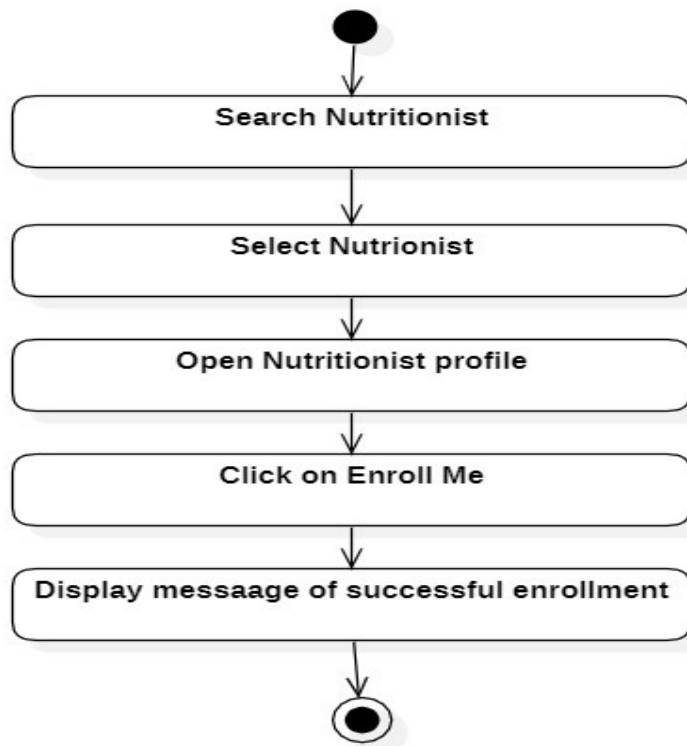 Search Nutritionist
Select Nutrionist
Open Nutritionist profile
Click on Enroll Me
Display messaage of successful enrollment